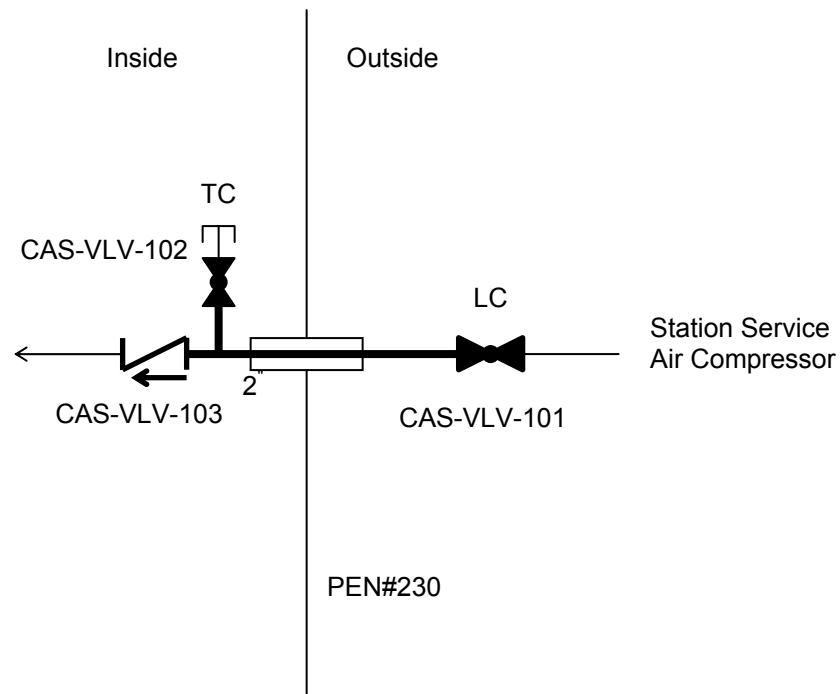 Inside
Outside
TC
CAS-VLV-102
LC
Station Service
Air Compressor
2"
CAS-VLV-103
CAS-VLV-101
PEN#230